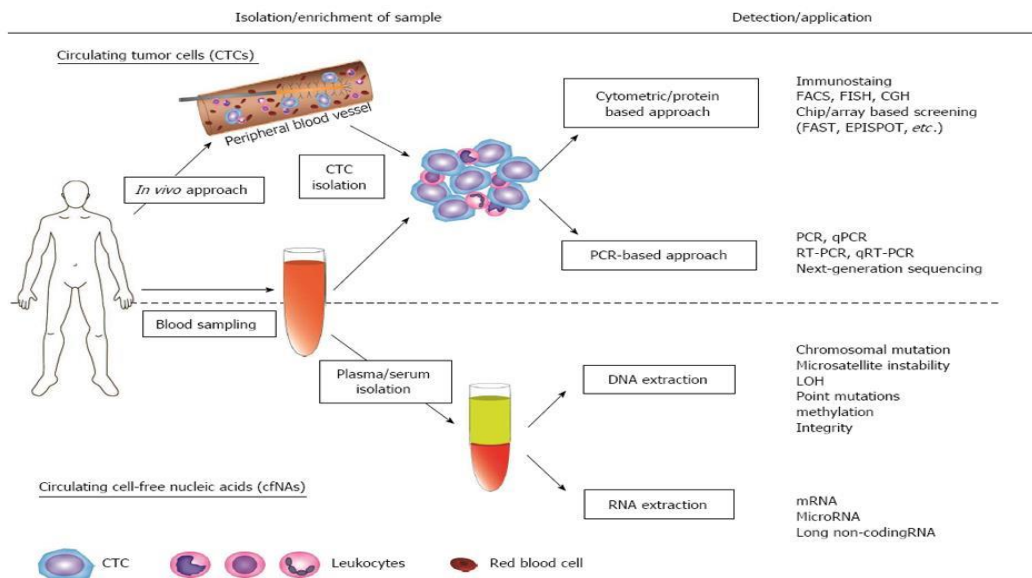 Isolation/enrichment of sample
Detection/application
Circulating tumor cells (CTCs)
Peripheral blood vessel
In vivo approach
CTC
isolation
Cytometric/protein
based approach
Immunostaing
FACS, FISH, CGH
Chip/array based screening
(FAST, EPISPOT, etc.)
PCR-based approach
PCR, qPCR
RT-PCR, qRT-PCR
Next-generation sequencing
Blood sampling
Plasma/serum
isolation
DNA extraction
Chromosomal mutation
Microsatellite instability
LOH
Point mutations
methylation
Integrity
Circulating cell-free nucleic acids (cfNAs)
RNA extraction
mRNA
MicroRNA
Long non-codingRNA
CTC
Leukocytes
Red blood cell